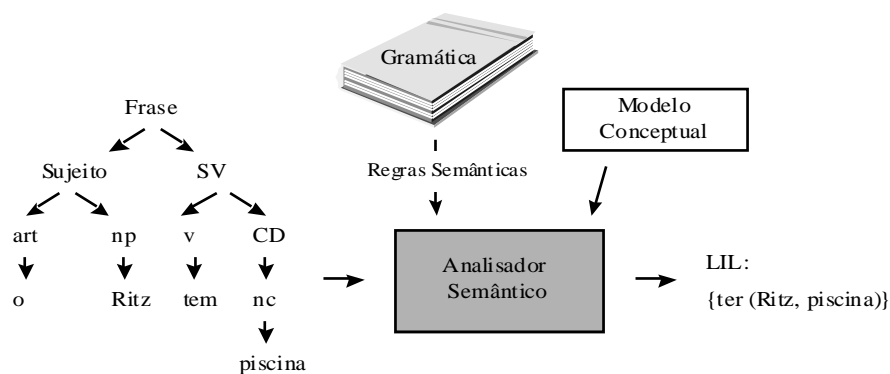 Gramática
Modelo
Conceptual
Frase
Regras Semânticas
Sujeito SV
art np v CD
o Ritz tem nc
piscina
Analisador
Semântico
LIL:
{ter (Ritz, piscina)}